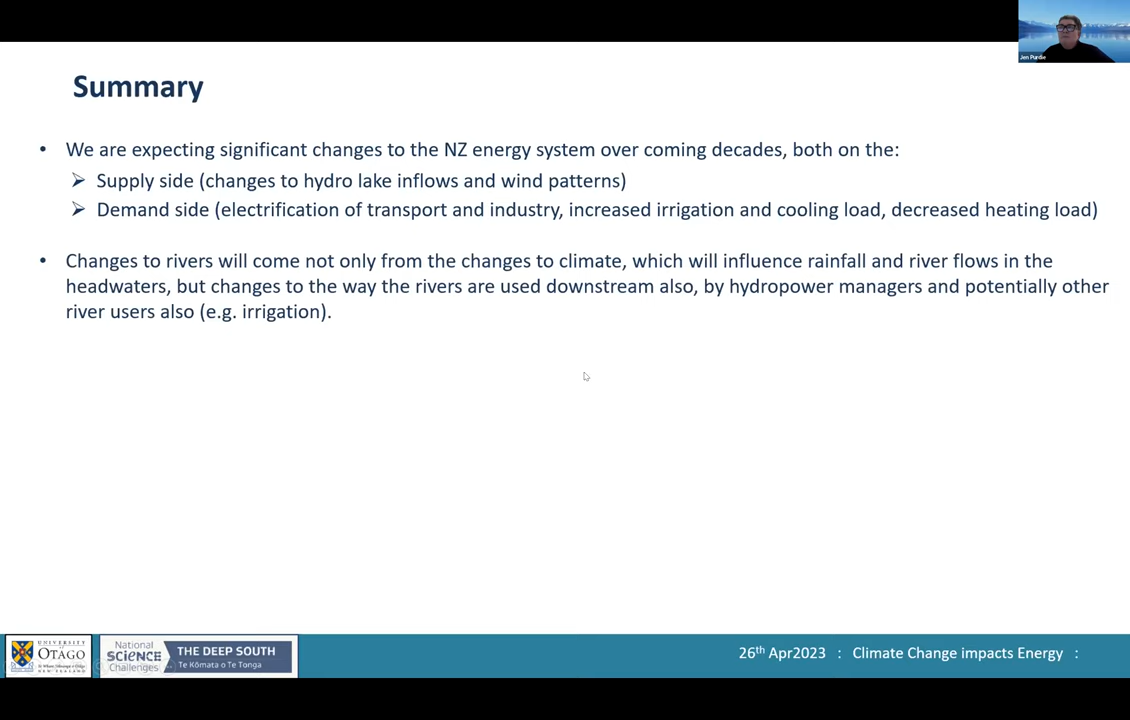 Jen Purdie
Summary
• We are expecting significant changes to the NZ energy system over coming decades, both on the:
➢ Supply side (changes to hydro lake inflows and wind patterns)
➢ Demand side (electrification of transport and industry, increased irrigation and cooling load, decreased heating load)
• Changes to rivers will come not only from the changes to climate, which will influence rainfall and river flows in the
headwaters, but changes to the way the rivers are used downstream also, by hydropower managers and potentially other
river users also (e.g. irrigation).
UNIVERSITY
OTAGO
NEW ZEALAND
National
SCIENCE
Challenges
THE DEEP SOUTH
Te Kōmata o Te Tonga
26th Apr2023 : Climate Change impacts Energy :